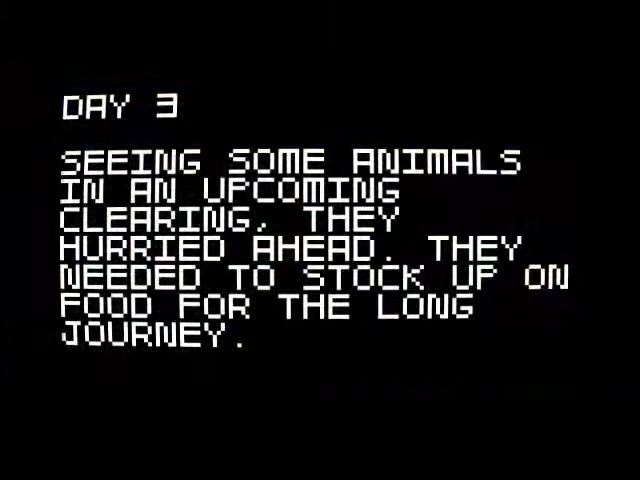 DAY 3
SEEING SOME ANIMALS
IN AN UPCOMING
CLEARING, THEY
HURRIED AHEAD. THEY
NEEDED TO STOCK UP ON
FOOD FOR THE LONG
JOURNEY.